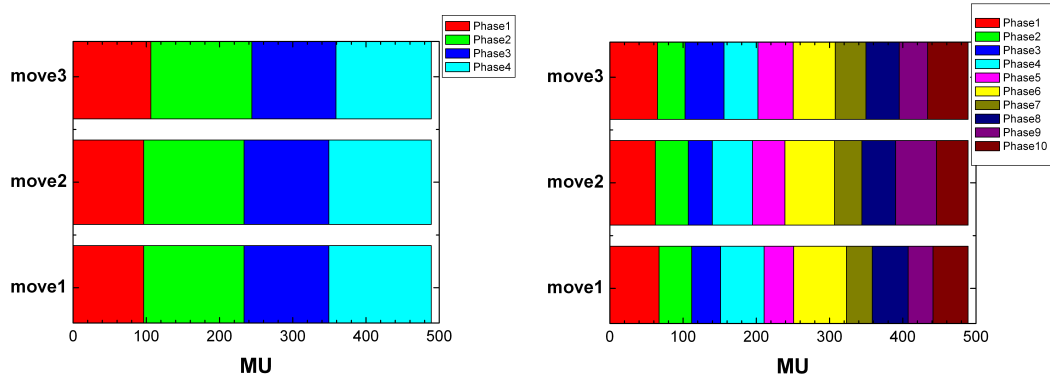 Phase1
Phase2
Phase3
Phase4
move3
move2
move1
0 100 200 300 400 500
MU
Phase1
Phase2
Phase3
Phase4
Phase5
Phase6
Phase7
Phase8
Phase9
Phase10
move3
move2
move1
0 100 200 300 400 500
MU